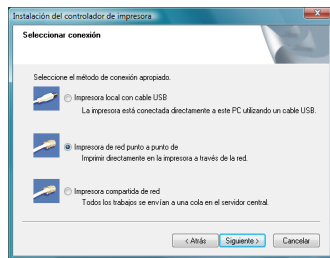 Instalación del controlador de impresora
Seleccionar conexión
Seleccione el método de conexión apropiado.
Impresora local con cable USB
La impresora está conectada directamente a este PC utilizando un cable USB.
Impresora de red punto a punto de
Imprimir directamente en la impresora a través de la red.
Impresora compartida de red
Todos los trabajos se envían a una cola en el servidor central.
< Atrás
Siguiente >
Cancelar